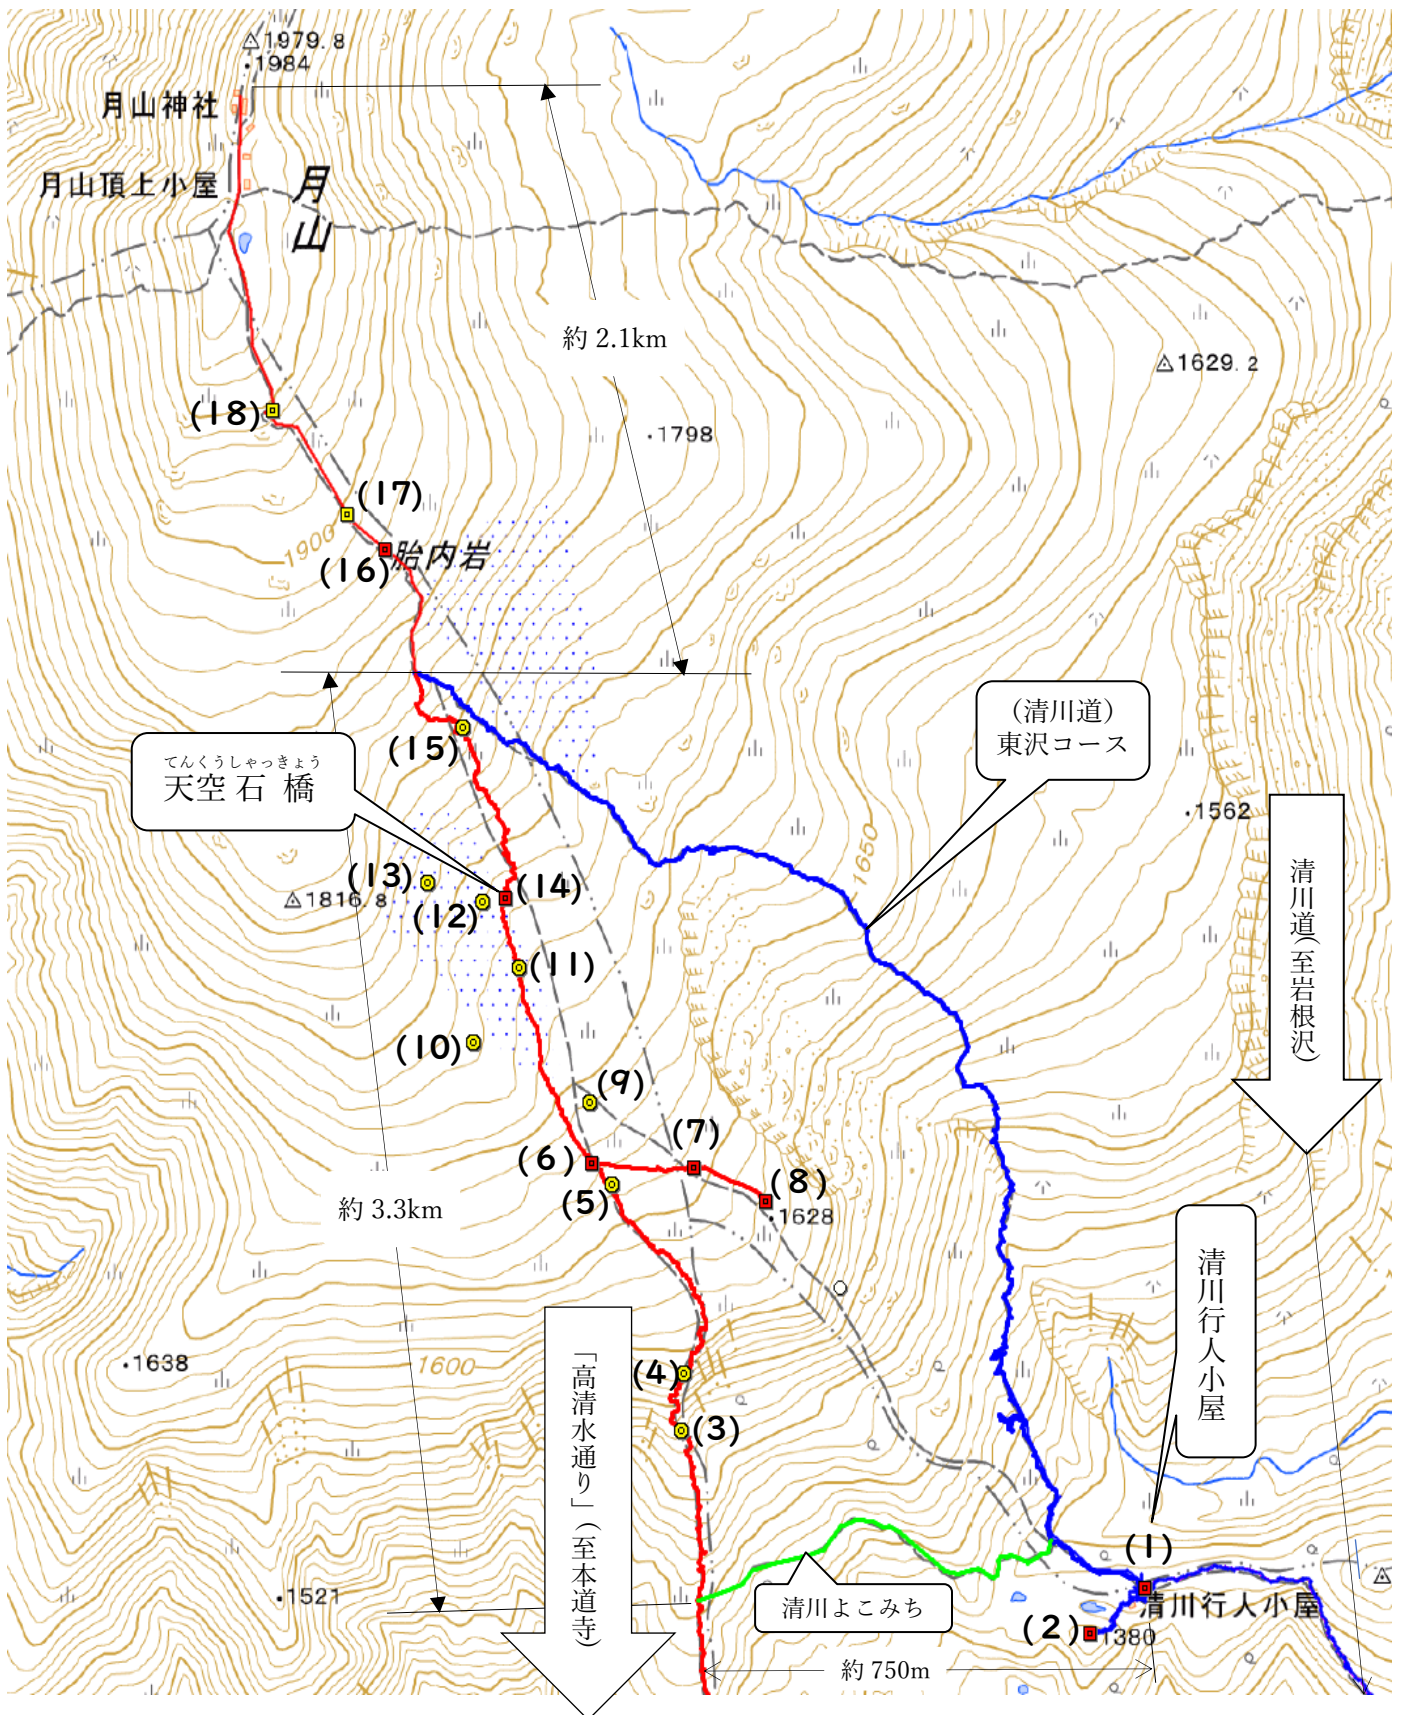 1979.8
1984
月山神社
月山頂上小屋
月山
約 2.1km
1629.2
(18)
1798
(17)
1900
胎内岩
(16)
(清川道)
東沢コース
(15)
てんくうしゃっきょう
天空石橋
1562
1650
清川道(至岩根沢)
(13)
(14)
1816.8
(12)
(11)
(10)
(9)
(7)
(6)
(8)
(5)
約 3.3km
1628
清川行人小屋
1638
1600
(4)
「高清水通り」(至本道寺)
(3)
(1)
1521
清川よこみち
清川行人小屋
(2)
1380
約 750m